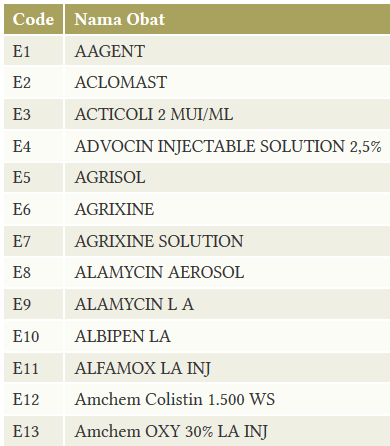 Code Nama Obat
E1 AAGENT
E2 ACLOMAST
E3 ACTICOLI 2 MUI/ML
E4 ADVOCIN INJECTABLE SOLUTION 2,5%
E5 AGRISOL
E6 AGRIXINE
E7 AGRIXINE SOLUTION
E8 ALAMYCIN AEROSOL
E9 ALAMYCIN L A
E10 ALBIPEN LA
E11 ALFAMOX LA INJ
E12 Amchem Colistin 1.500 WS
E13 Amchem OXY 30% LA INJ